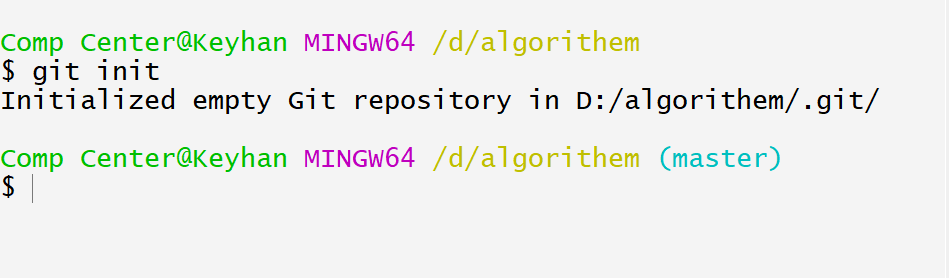 Comp Center@Keyhan MINGW64 /d/algorithem
$ git init
Initialized empty Git repository in D:/algorithem/.git/
Comp Center@Keyhan MINGW64 /d/algorithem (master)
$